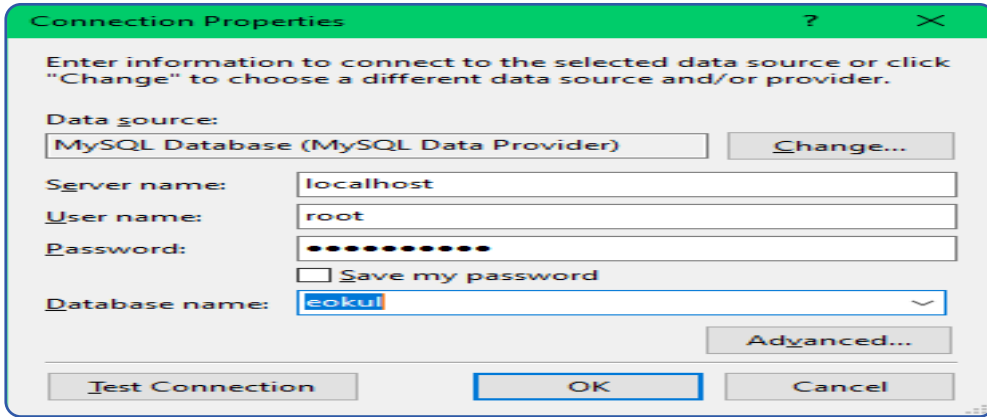 Connection Properties ? ×
Enter information to connect to the selected data source or click
"Change" to choose a different data source and/or provider.
Data source:
MySQL Database (MySQL Data Provider) Change...
Server name: localhost
User name: root
Password: ●●●●●●●●●●
Save my password
Database name: eokul
Advanced...
Test Connection OK Cancel